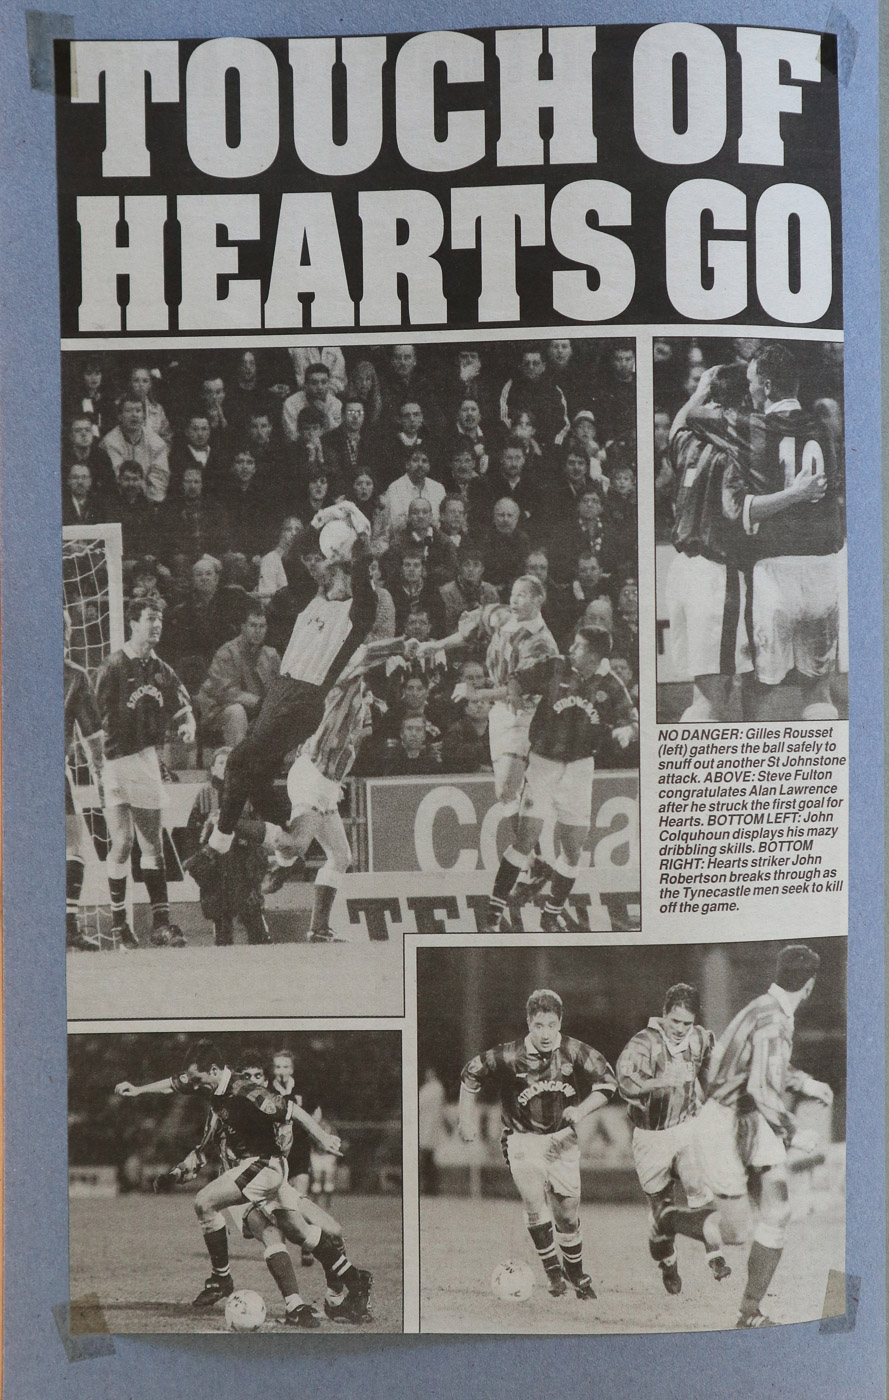 TOUCH OF
HEARTS GO
10
STRONGBOW
STRONGBOW
Co
ca
TENNE
NO DANGER: Gilles Rousset
(left) gathers the ball safely to
snuff out another St Johnstone
attack. ABOVE: Steve Fulton
congratulates Alan Lawrence
after he struck the first goal for
Hearts. BOTTOM LEFT: John
Colquhoun displays his mazy
dribbling skills. BOTTOM
RIGHT: Hearts striker John
Robertson breaks through as
the Tynecastle men seek to kill
off the game.
STRONGBOW